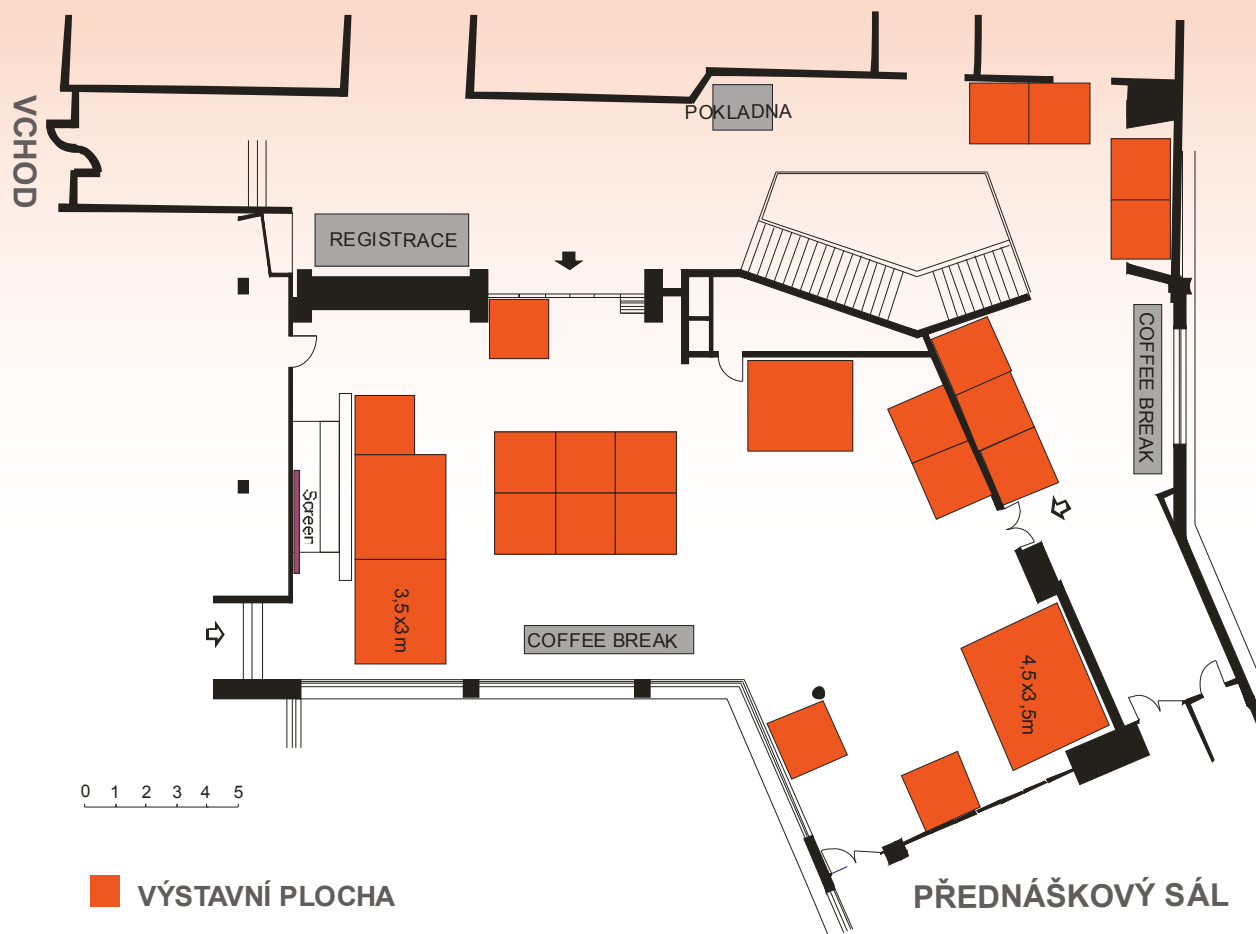 POKLADNA
VCHOD
REGISTRACE
COFFEE BREAK
Screen
3,5x3m
COFFEE BREAK
4,5x3,5m
0 1 2 3 4 5
VÝSTAVNÍ PLOCHA
PŘEDNÁŠKOVÝ SÁL